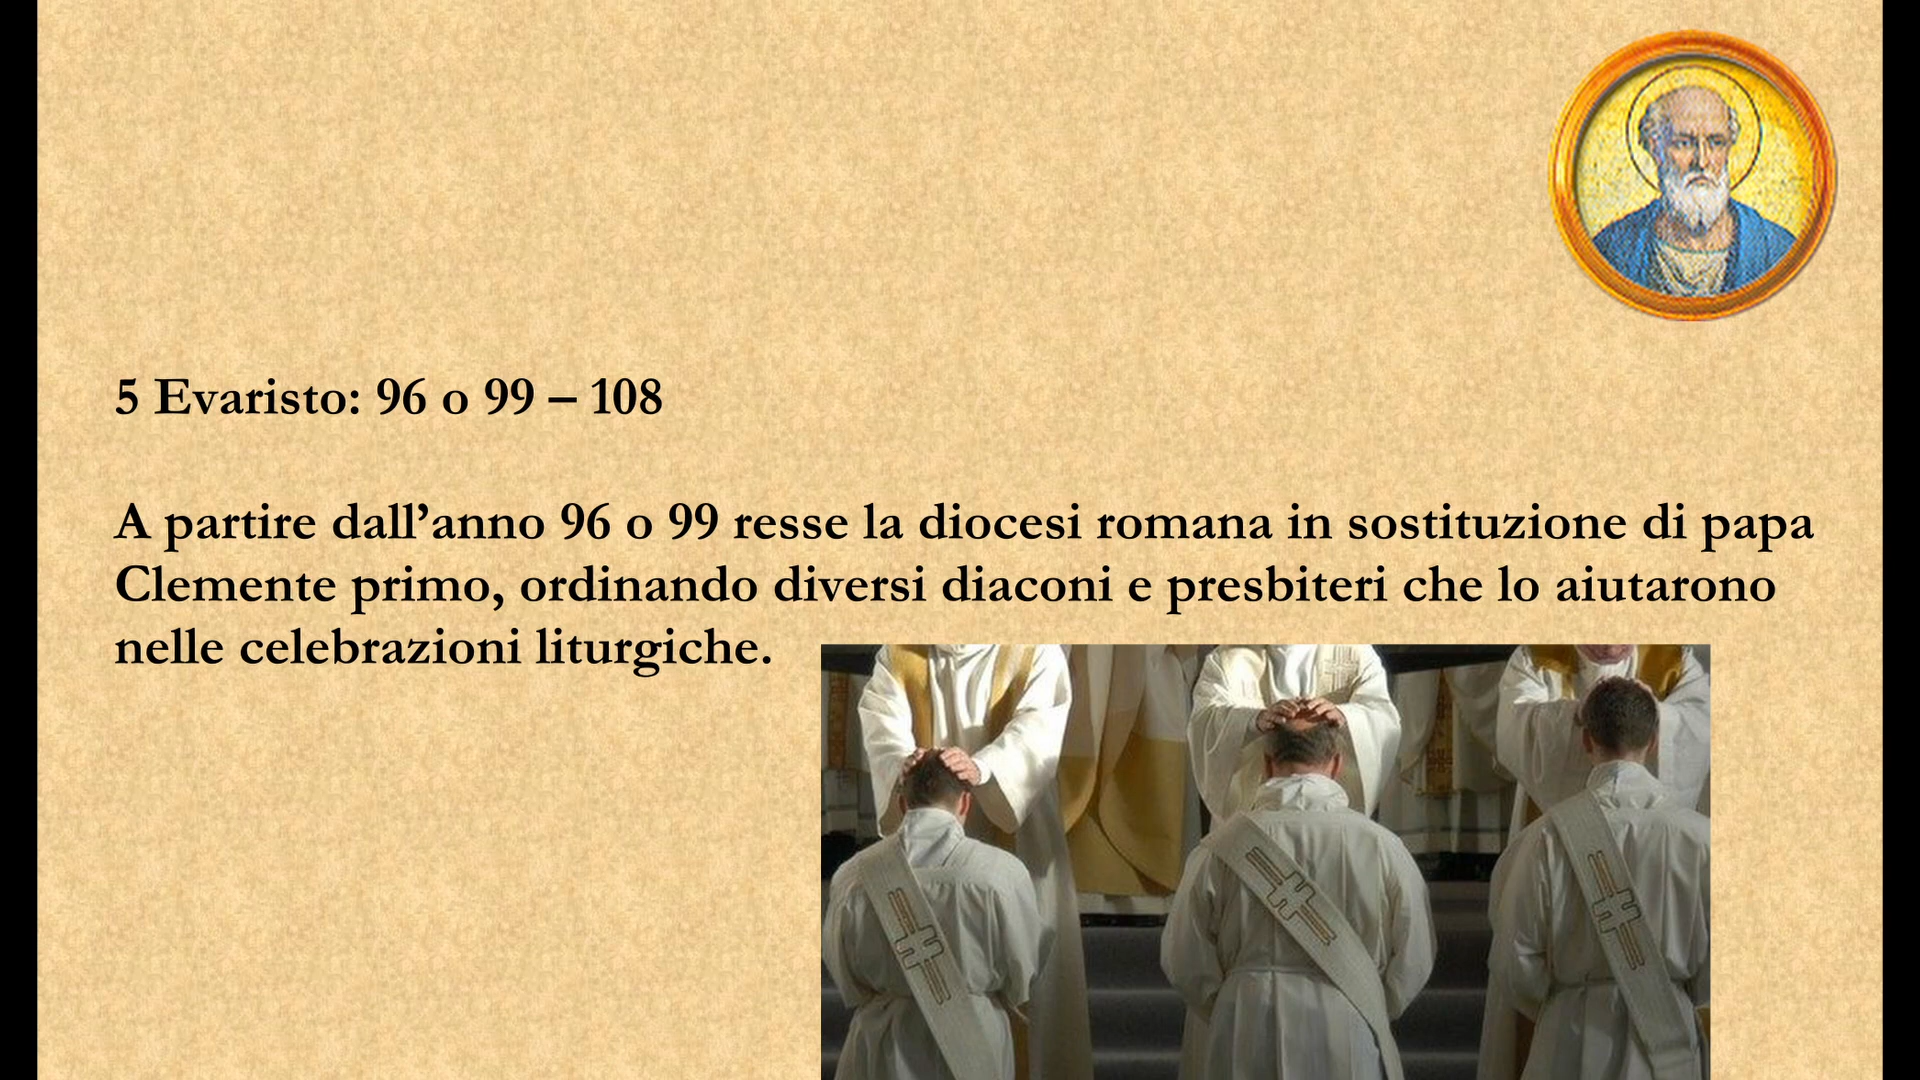 5 Evaristo: 96 o 99 – 108
A partire dall’anno 96 o 99 resse la diocesi romana in sostituzione di papa
Clemente primo, ordinando diversi diaconi e presbiteri che lo aiutarono
nelle celebrazioni liturgiche.